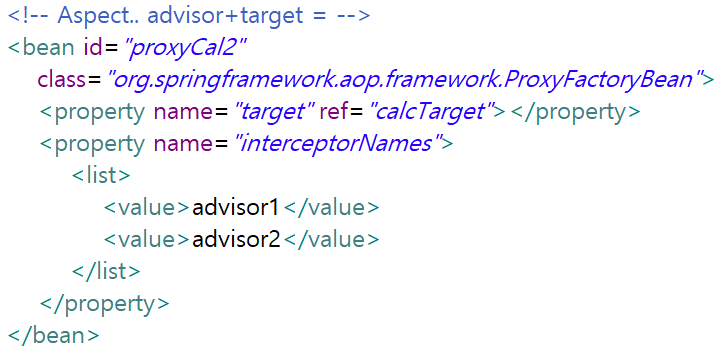 <!-- Aspect.. advisor+target = -->
<bean id="proxyCal2"
class="org.springframework.aop.framework.ProxyFactoryBean">
<property name="target" ref="calcTarget"></property>
<property name="interceptorNames">
<list>
<value>advisor1</value>
<value>advisor2</value>
</list>
</property>
</bean>